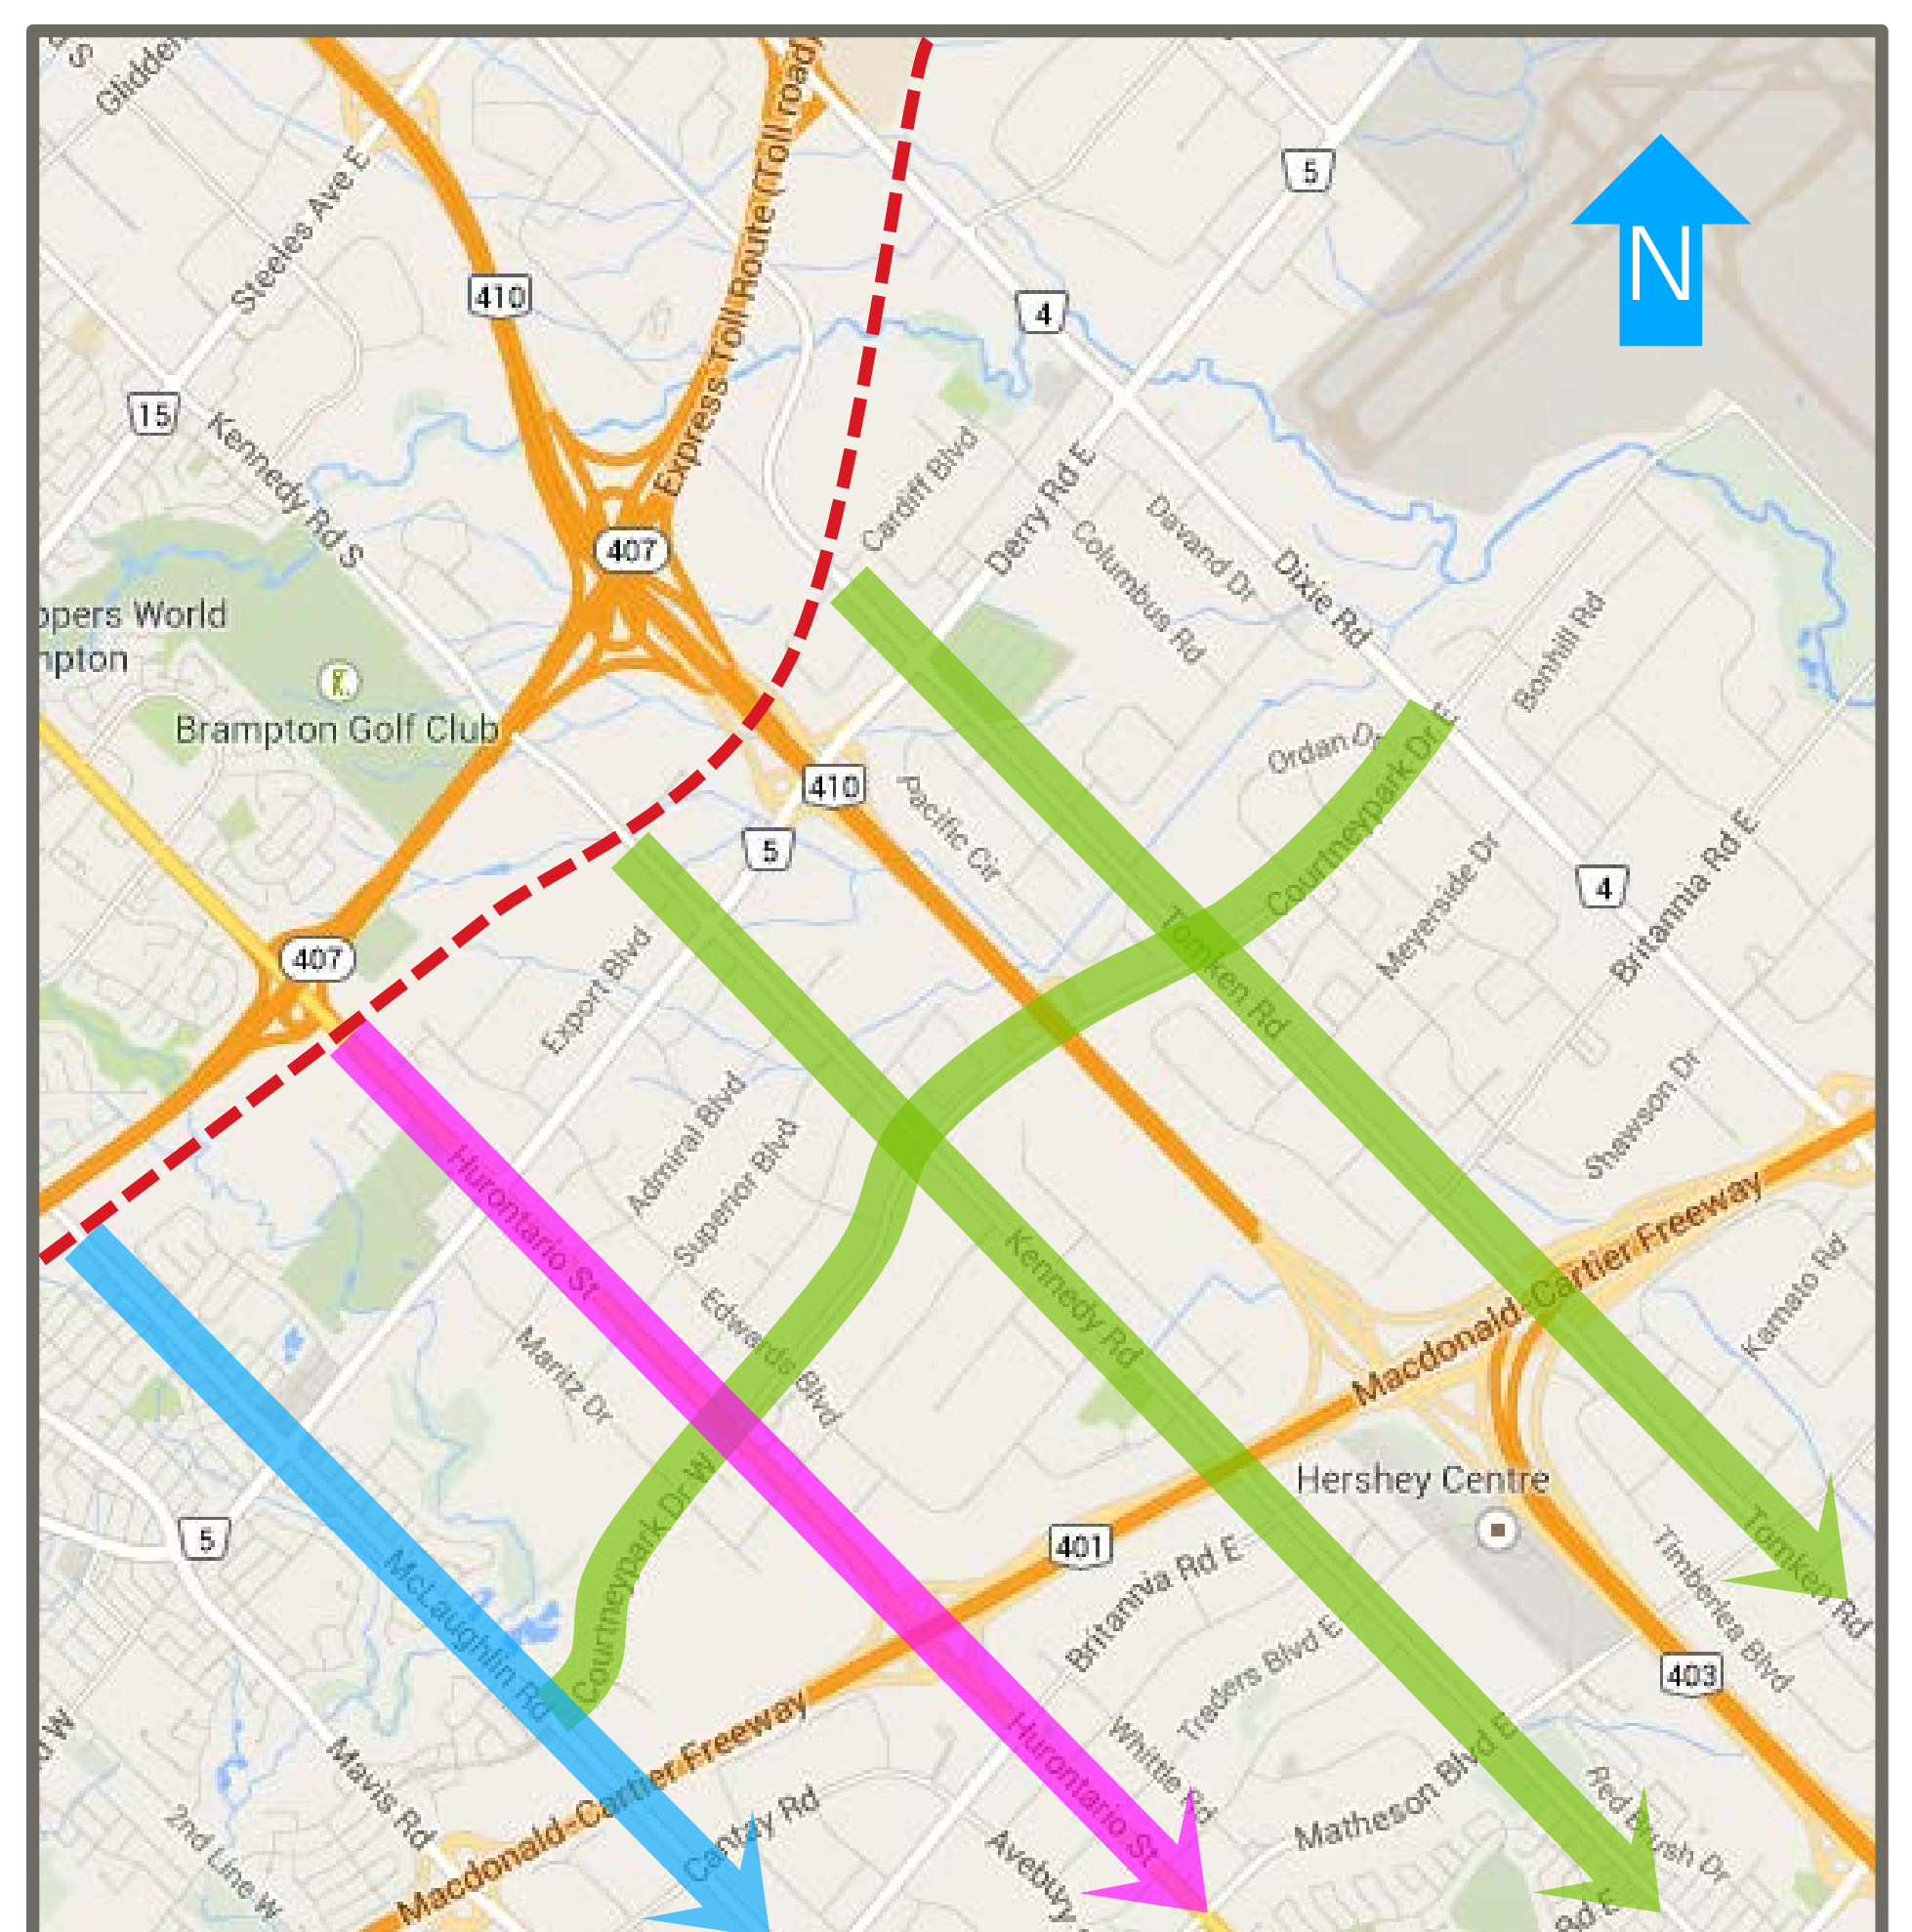 Glidden
Steeles Ave E
Express Toll Route (Toll road)
5
N
410
4
15
Kennedy Rd S
407
Cardiff Blvd
Derry Rd E
Columbus Rd
Davand Dr
Dixie Rd
Bonhill Rd
ppers World
mpton
Brampton Golf Club
410
5
Pacific Cir
Ordan Dr
Courtneypark Dr E
Meyerside Dr
4
Britannia Rd E
407
Export Blvd
Tomken Rd
Admiral Blvd
Superior Blvd
Shawson Dr
Hurontario St
Kennedy Rd
Macdonald-Cartier Freeway
Kamato Rd
Edwards Blvd
Maritz Dr
Courtneypark Dr W
Hershey Centre
5
401
McLaughlin Rd
Britannia Rd E
Traders Blvd E
Timberlea Blvd
Tomken Rd
403
Mavis Rd
2nd Line W
Macdonald-Cartier Freeway
Cantay Rd
Hurontario St
Whittle Rd
Matheson Blvd E
Red Brush Dr
Avebury
Rd E